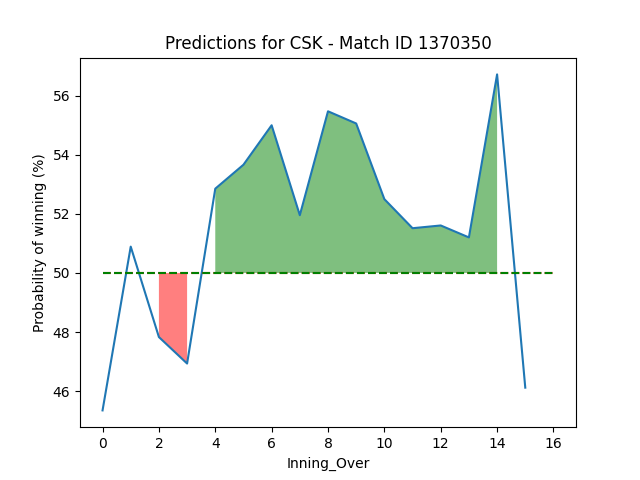 Predictions for CSK - Match ID 1370350
Probability of winning (%)
56
54
52
50
48
46
0 2 4 6 8 10 12 14 16
Inning_Over